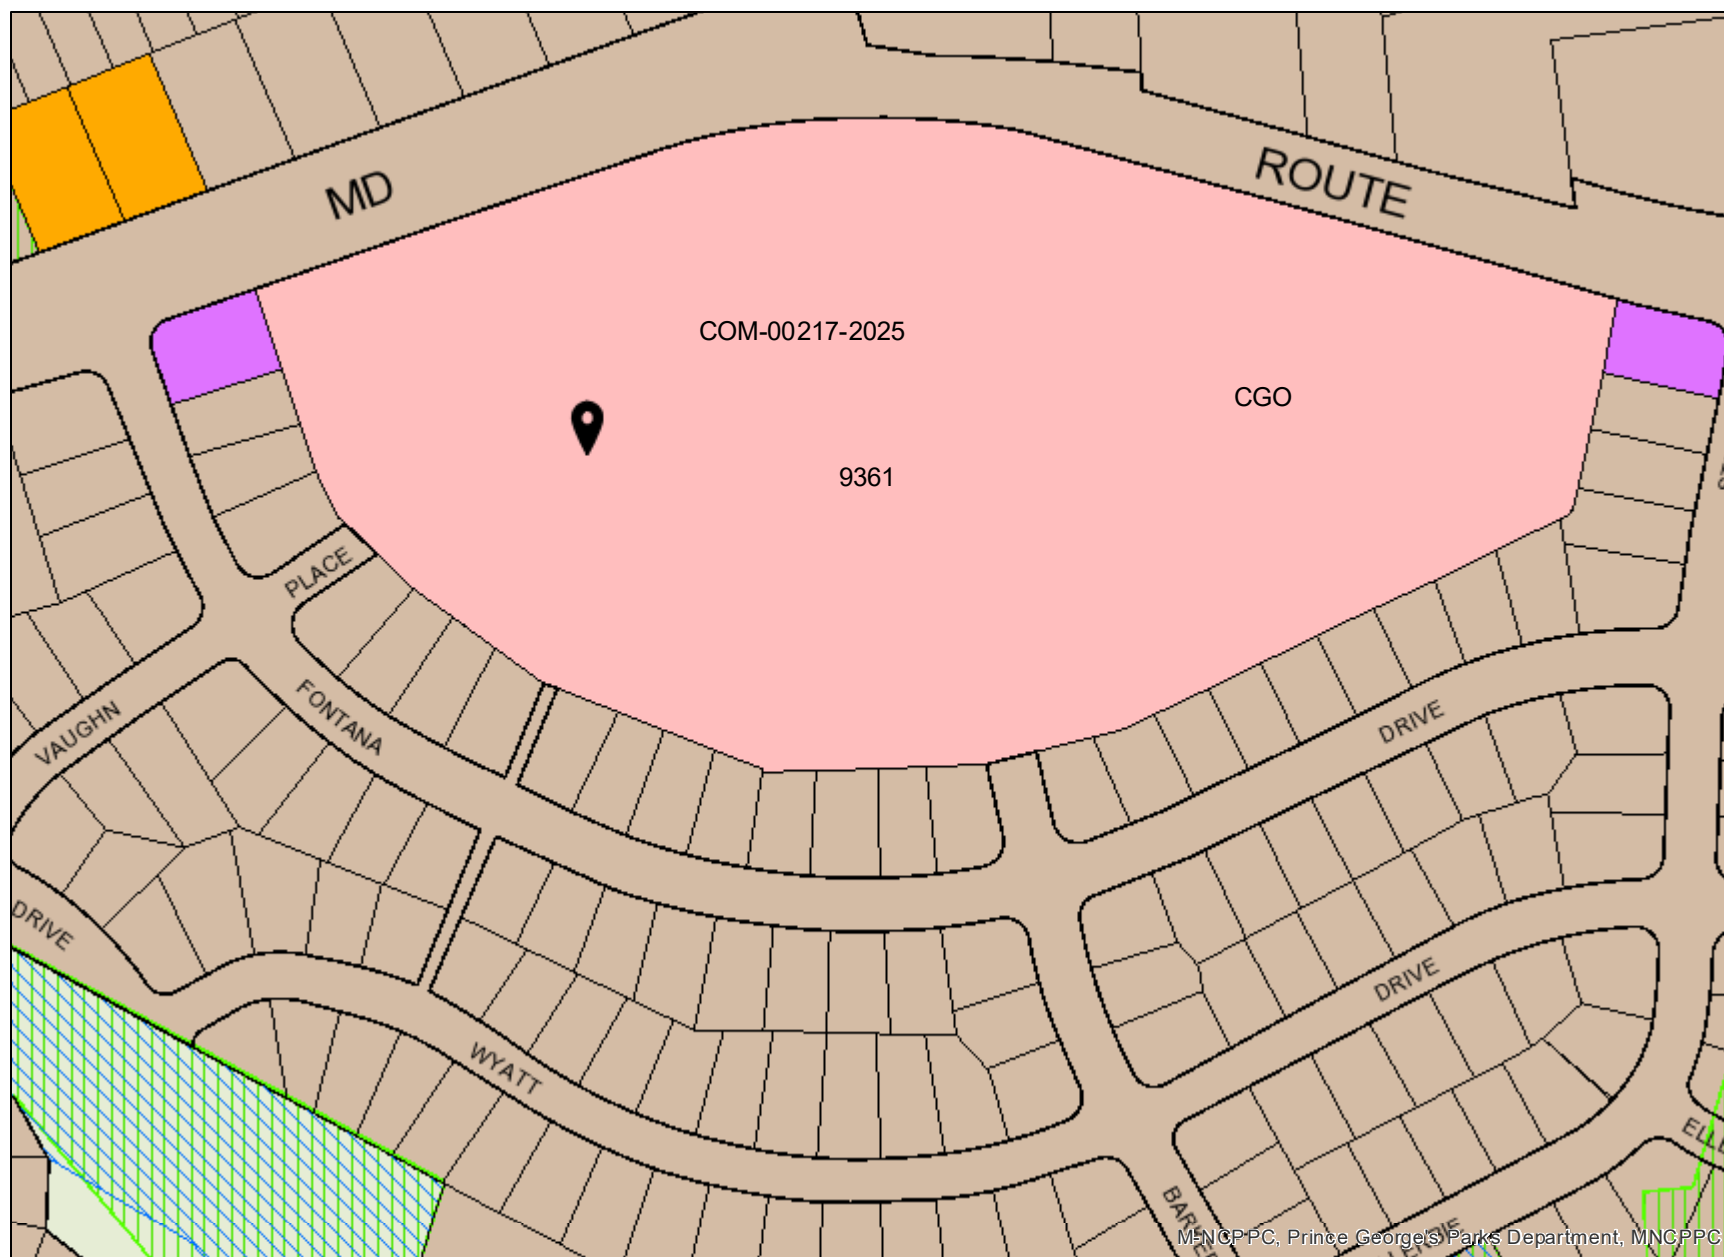 MD
ROUTE
COM-00217-2025
CGO
9361
PLACE
VAUGHN
FONTANA
DRIVE
DRIVE
DRIVE
WYATT
M-NCPPC, Prince George's Parks Department, MNCPPC